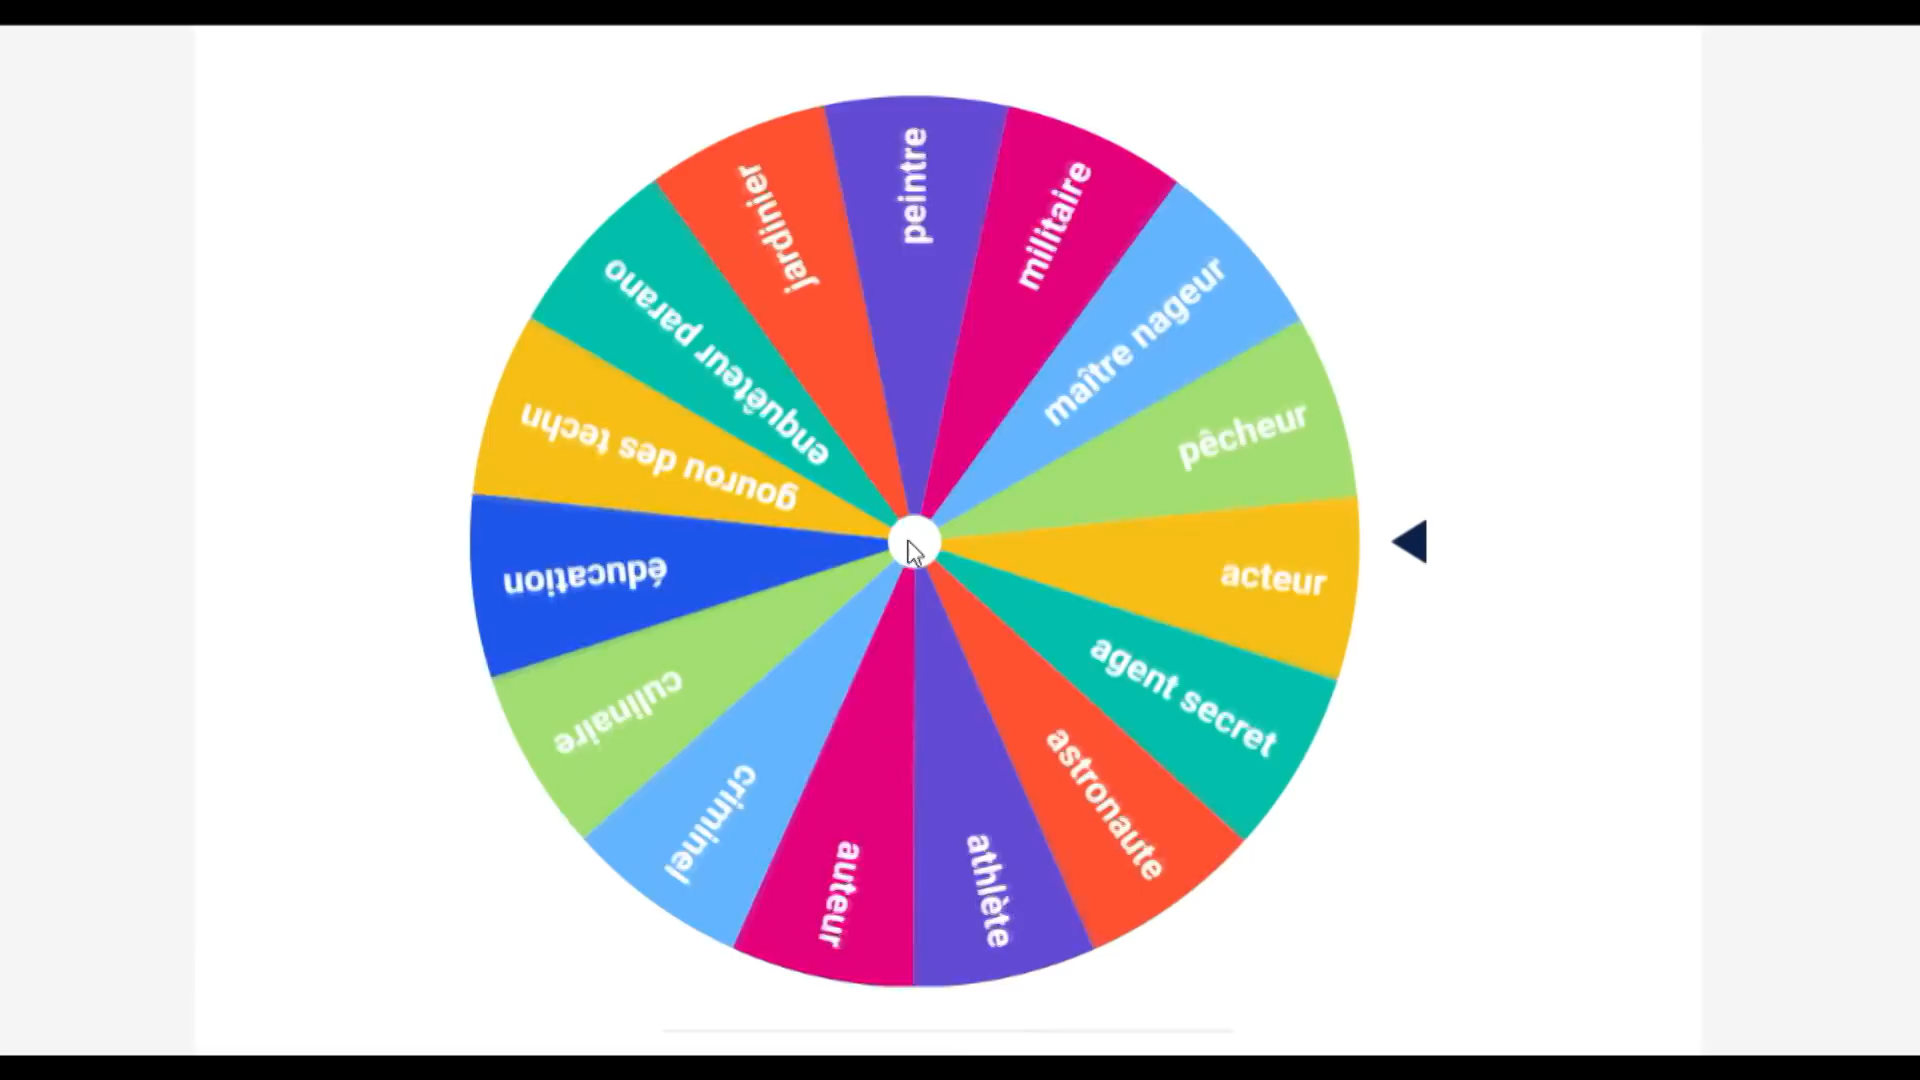 peintre
militaire
maître nageur
pêcheur
acteur
agent secret
astronaute
athlète
auteur
criminel
culinaire
éducation
gourou des techn
enquêteur parano
jardinier